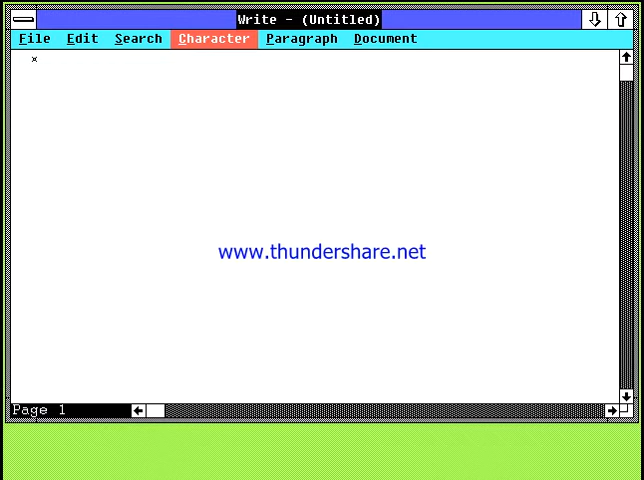 Write - (Untitled)
File Edit Search Character Paragraph Document
¤
www.thundershare.net
Page 1